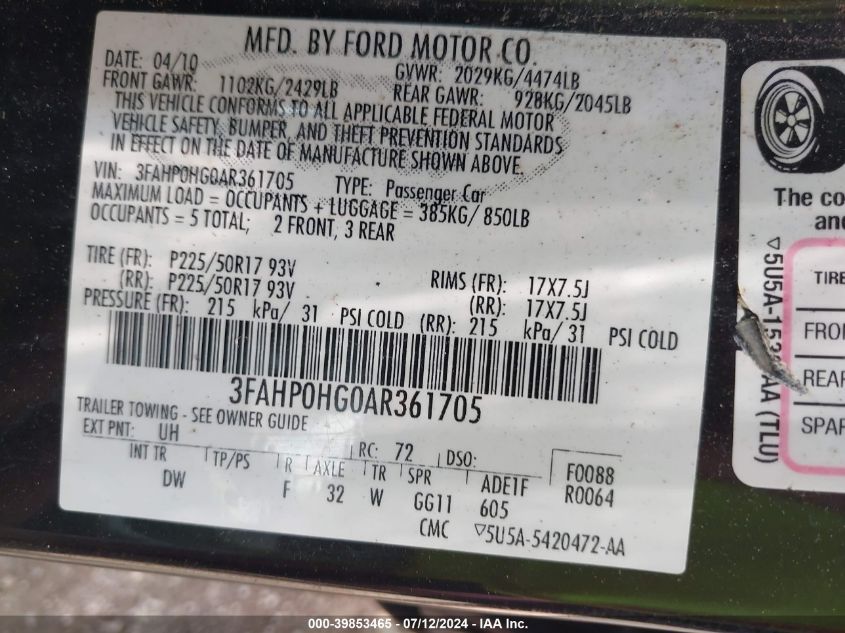 MFD. BY FORD MOTOR CO.
DATE: 04/10 GVWR: 2029KG/4474LB
FRONT GAWR: 1102KG/2429LB REAR GAWR: 928KG/2045LB
THIS VEHICLE CONFORMS TO ALL APPLICABLE FEDERAL MOTOR
VEHICLE SAFETY, BUMPER, AND THEFT PREVENTION STANDARDS
IN EFFECT ON THE DATE OF MANUFACTURE SHOWN ABOVE.
VIN: 3FAHP0HG0AR361705 TYPE: Passenger Car
MAXIMUM LOAD = OCCUPANTS + LUGGAGE = 385KG/850LB
OCCUPANTS = 5 TOTAL; 2 FRONT, 3 REAR
TIRE (FR): P225/50R17 93V RIMS (FR): 17X7.5J
(RR): P225/50R17 93V (RR): 17X7.5J
PRESSURE (FR): 215 kPa/ 31 PSI COLD (RR): 215 kPa/ 31 PSI COLD
3FAHP0HG0AR361705
TRAILER TOWING - SEE OWNER GUIDE
EXT PNT: UH RC: 72 DSO: F0088
INT TR TP/PS R AXLE TR SPR ADE1F R0064
DW F 32 W GG11 605
CMC ▽5U5A-5420472-AA
The co
and
TIRE
FRON
REAR
SPAR
(TLU)
000-39853465 - 07/12/2024 - IAA Inc.